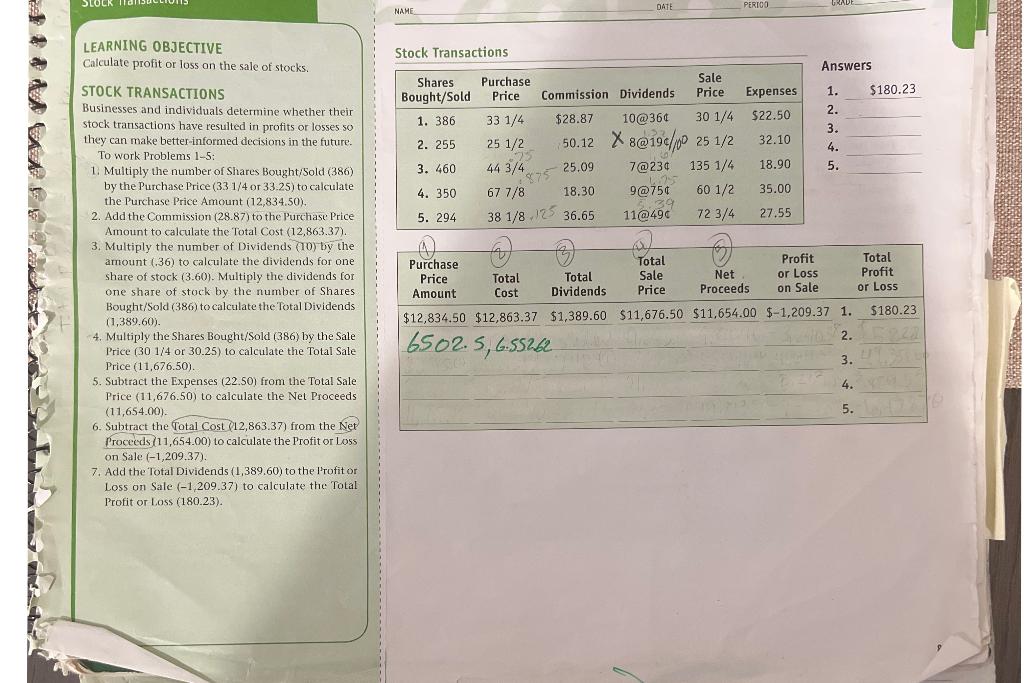 Stock Transactions
LEARNING OBJECTIVE
Calculate profit or loss on the sale of stocks.
STOCK TRANSACTIONS
Businesses and individuals determine whether their
stock transactions have resulted in profits or losses so
they can make better-informed decisions in the future.
To work Problems 1–5:
1. Multiply the number of Shares Bought/Sold (386)
by the Purchase Price (33 1/4 or 33.25) to calculate
the Purchase Price Amount (12,834.50).
2. Add the Commission (28.87) to the Purchase Price
Amount to calculate the Total Cost (12,863.37).
3. Multiply the number of Dividends (10) by the
amount (.36) to calculate the dividends for one
share of stock (3.60). Multiply the dividends for
one share of stock by the number of Shares
Bought/Sold (386) to calculate the Total Dividends
(1,389.60).
4. Multiply the Shares Bought/Sold (386) by the Sale
Price (30 1/4 or 30.25) to calculate the Total Sale
Price (11,676.50).
5. Subtract the Expenses (22.50) from the Total Sale
Price (11,676.50) to calculate the Net Proceeds
(11,654.00).
6. Subtract the Total Cost (12,863.37) from the Net
Proceeds (11,654.00) to calculate the Profit or Loss
on Sale (–1,209.37).
7. Add the Total Dividends (1,389.60) to the Profit or
Loss on Sale (–1,209.37) to calculate the Total
Profit or Loss (180.23).
NAME DATE PERIOD GRADE
Stock Transactions
Shares Purchase Sale
Bought/Sold Price Commission Dividends Price Expenses
1. 386 33 1/4 $28.87 10@36¢ 30 1/4 $22.50
2. 255 25 1/2 50.12 X 8@19¢/100 25 1/2 32.10
.75
3. 460 44 3/4 25.09 7@23¢ 135 1/4 18.90
.875
4. 350 67 7/8 18.30 9@75¢ 60 1/2 35.00
5.39
5. 294 38 1/8 .125 36.65 11@49¢ 72 3/4 27.55
Answers
1. $180.23
2.
3.
4.
5.
1 2 3 4 5
Purchase Total Profit Total
Price Total Total Sale Net or Loss Profit
Amount Cost Dividends Price Proceeds on Sale or Loss
$12,834.50 $12,863.37 $1,389.60 $11,676.50 $11,654.00 $–1,209.37 1. $180.23
6502.5, 6.55262 2.
3.
4.
5.